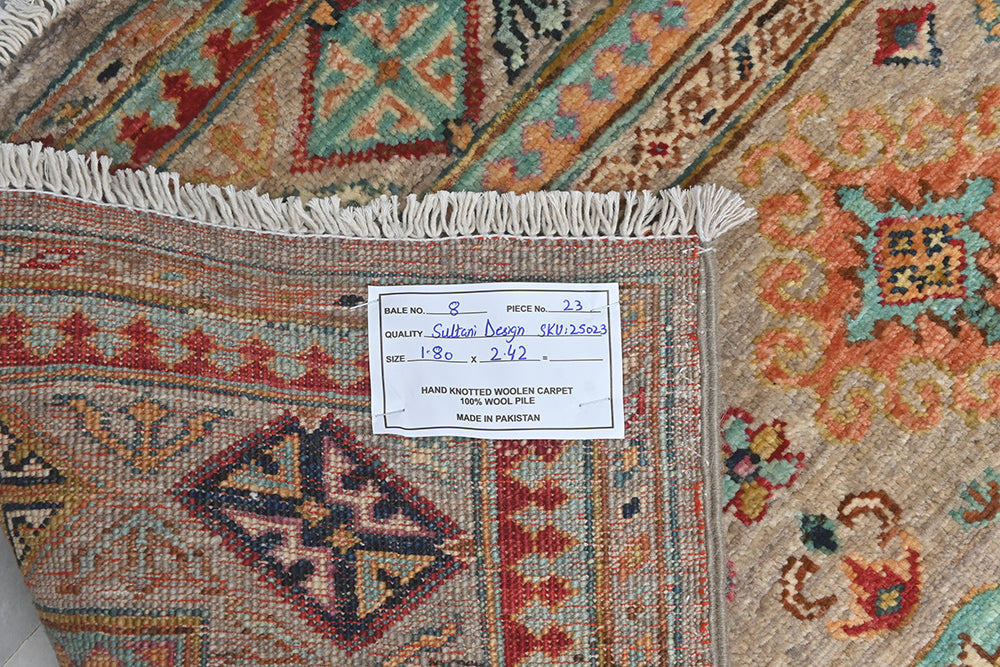 BALE NO. 8 PIECE No. 23
QUALITY Sultani Design SKU:25023
SIZE 1.80 X 2.42 =
HAND KNOTTED WOOLEN CARPET
100% WOOL PILE
MADE IN PAKISTAN